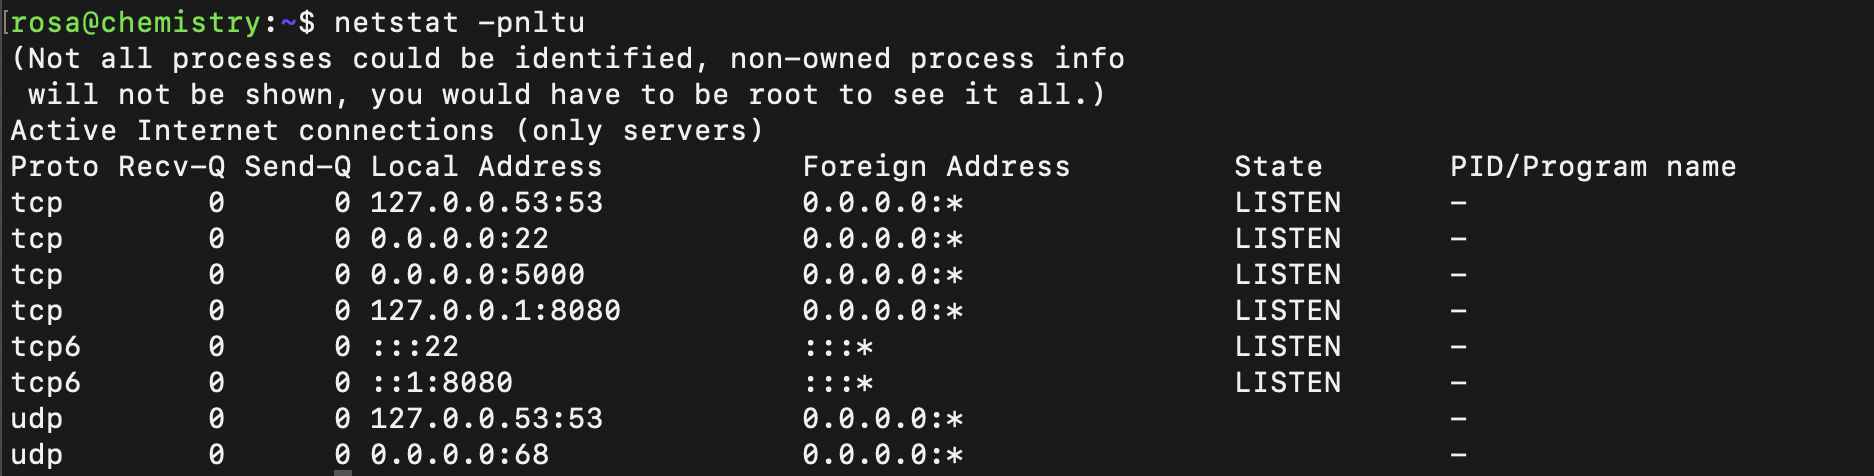 [rosa@chemistry:~$ netstat -pnltu
(Not all processes could be identified, non-owned process info
 will not be shown, you would have to be root to see it all.)
Active Internet connections (only servers)
Proto Recv-Q Send-Q Local Address           Foreign Address         State       PID/Program name
tcp        0      0 127.0.0.53:53           0.0.0.0:*               LISTEN      -
tcp        0      0 0.0.0.0:22              0.0.0.0:*               LISTEN      -
tcp        0      0 0.0.0.0:5000            0.0.0.0:*               LISTEN      -
tcp        0      0 127.0.0.1:8080          0.0.0.0:*               LISTEN      -
tcp6       0      0 :::22                   :::*                    LISTEN      -
tcp6       0      0 ::1:8080                :::*                    LISTEN      -
udp        0      0 127.0.0.53:53           0.0.0.0:*                           -
udp        0      0 0.0.0.0:68              0.0.0.0:*                           -